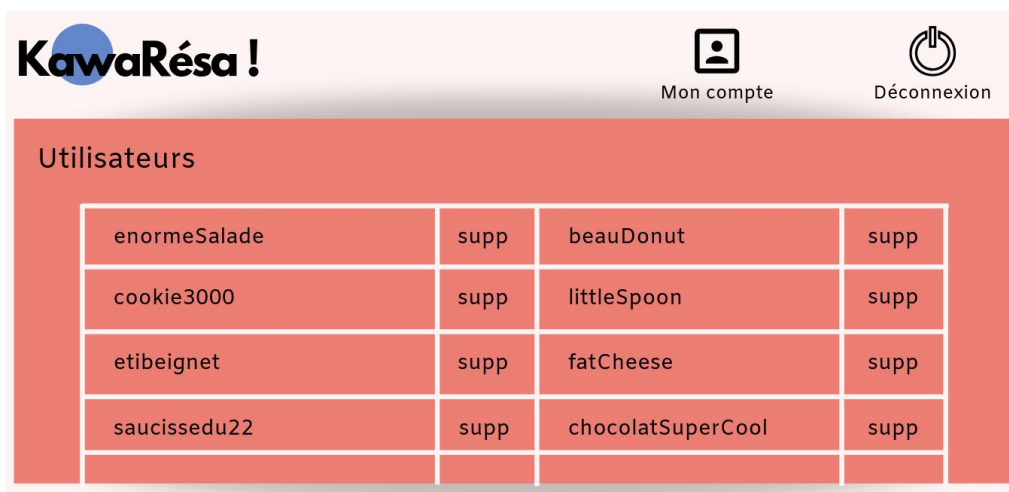 KawaRésa !
Mon compte
Déconnexion
Utilisateurs
enormeSalade supp beauDonut supp
cookie3000 supp littleSpoon supp
etibeignet supp fatCheese supp
saucissedu22 supp chocolatSuperCool supp